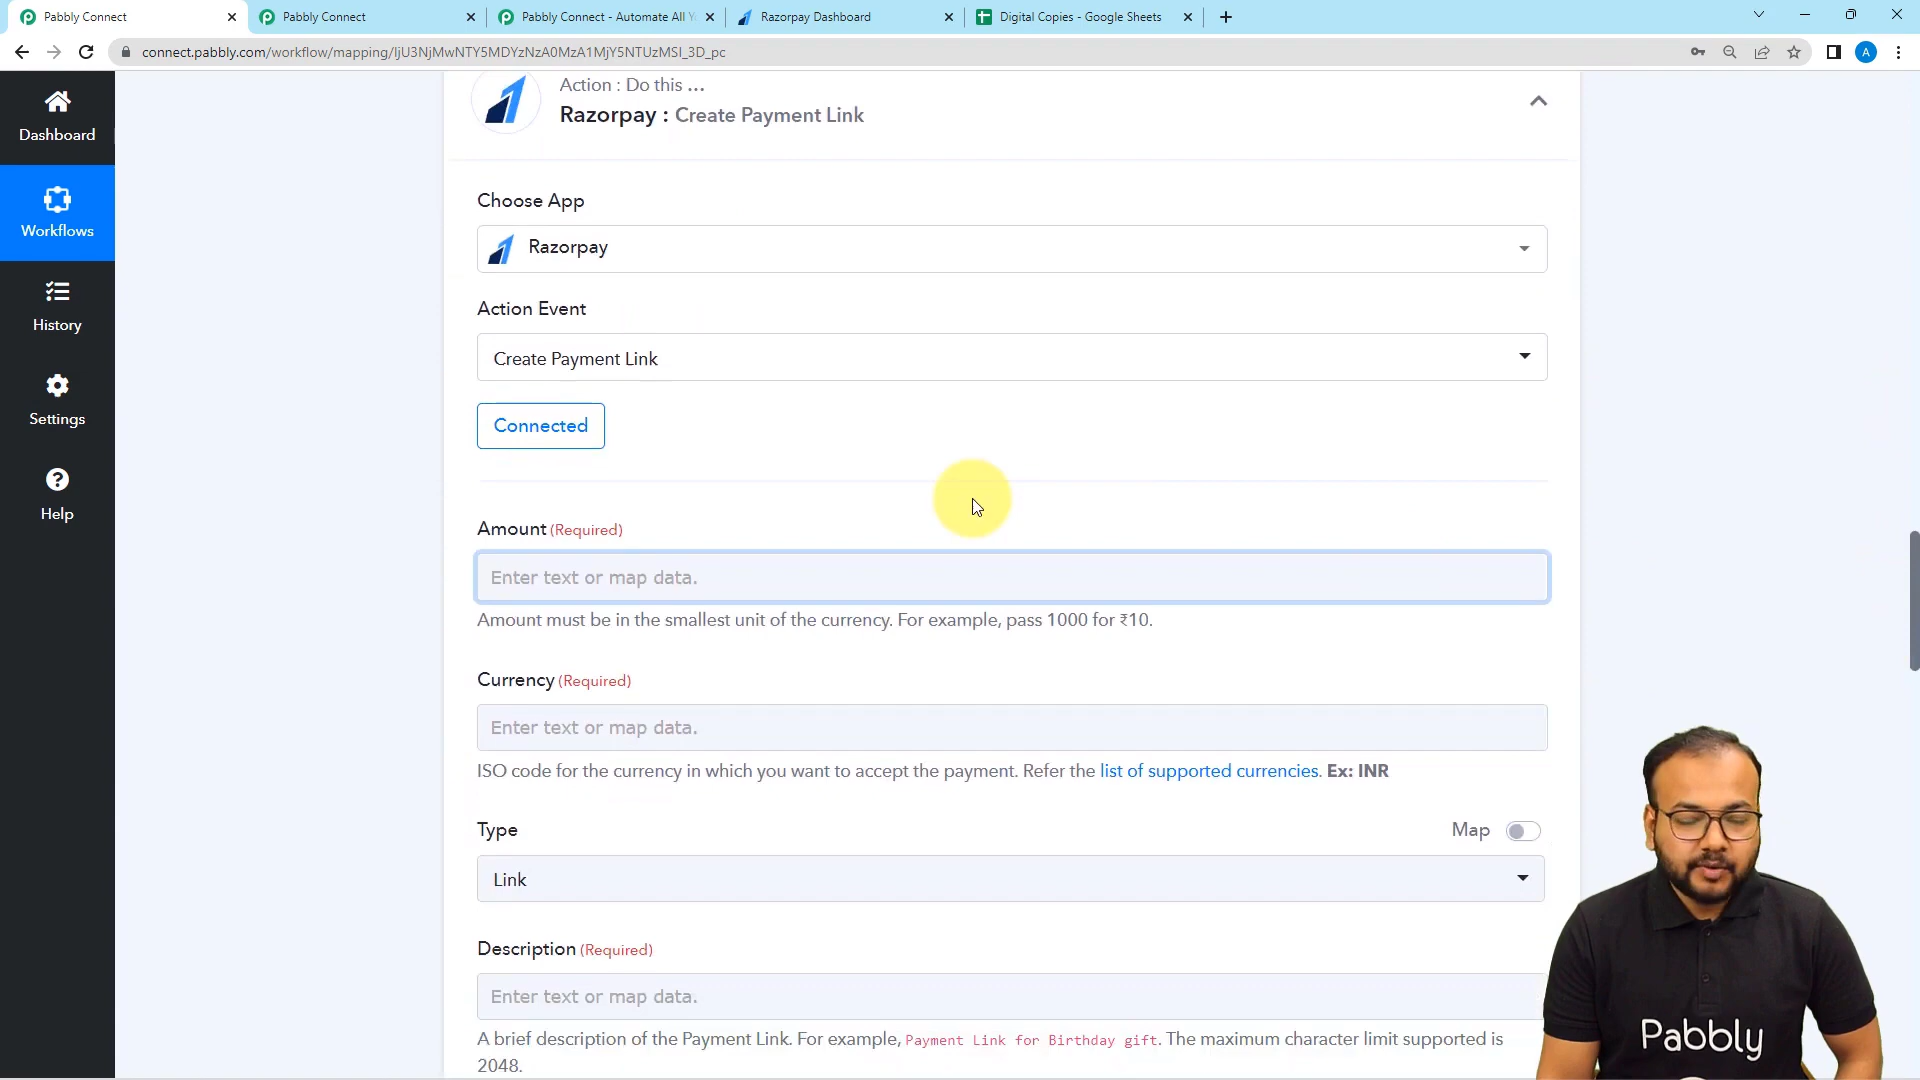 Pabbly Connect
Pabbly Connect
Pabbly Connect - Automate All Y
Razorpay Dashboard
Digital Copies - Google Sheets
connect.pabbly.com/workflow/mapping/IjU3NjMwNTY5MDYzNzA0MzA1MjY5NTUzMSI_3D_pc
A
Dashboard
Workflows
History
Settings
Help
Action : Do this ...
Razorpay : Create Payment Link
Choose App
Razorpay
Action Event
Create Payment Link
Connected
Amount (Required)
Enter text or map data.
Amount must be in the smallest unit of the currency. For example, pass 1000 for ₹10.
Currency (Required)
Enter text or map data.
ISO code for the currency in which you want to accept the payment. Refer the list of supported currencies. Ex: INR
Type
Map
Link
Description (Required)
Enter text or map data.
A brief description of the Payment Link. For example, Payment Link for Birthday gift. The maximum character limit supported is
2048.
Pabbly